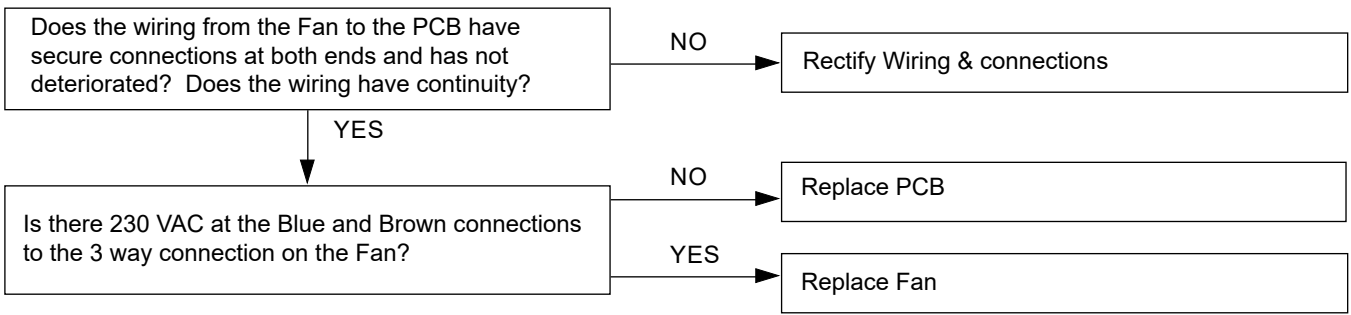 Does the wiring from the Fan to the PCB have
secure connections at both ends and has not
deteriorated? Does the wiring have continuity?
NO
Rectify Wiring & connections
YES
Is there 230 VAC at the Blue and Brown connections
to the 3 way connection on the Fan?
NO
Replace PCB
YES
Replace Fan